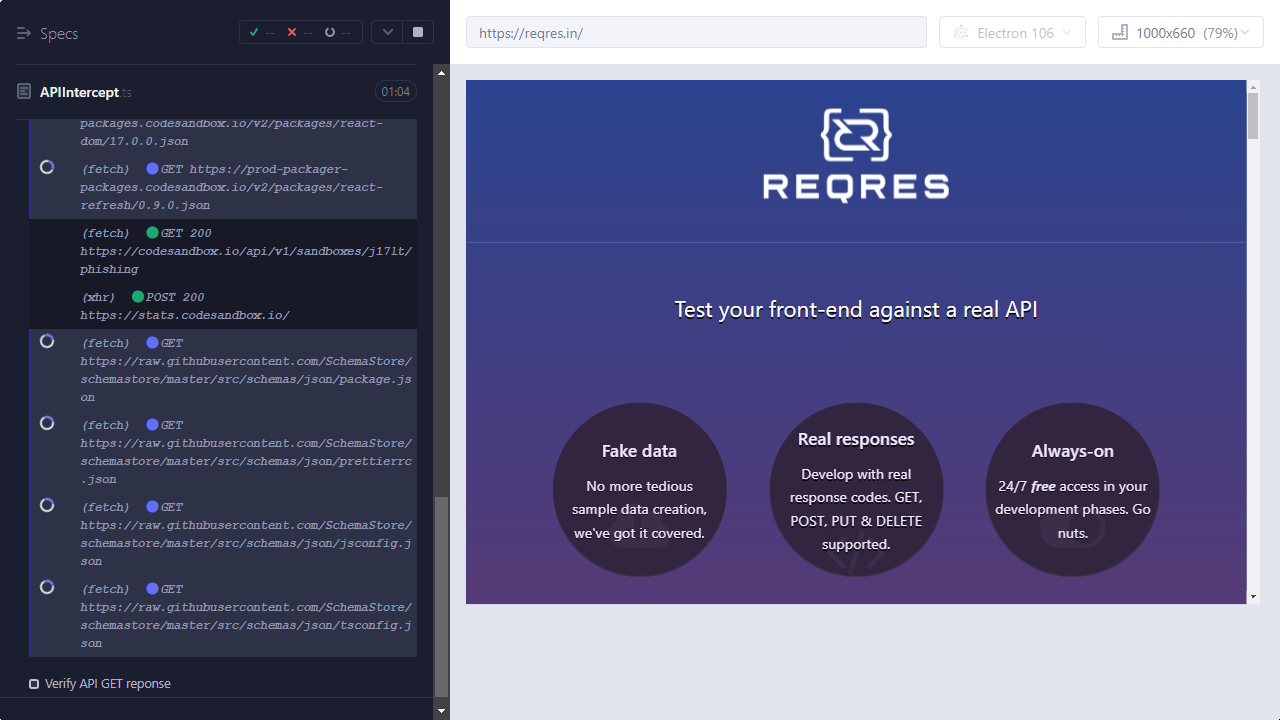 Specs
--
--
--
https://reqres.in/
Electron 106
1000x660 (79%)
APIIntercept.ts
01:04
packages.codesandbox.io/v2/packages/react-
dom/17.0.0.json
(fetch) GET https://prod-packager-
packages.codesandbox.io/v2/packages/react-
refresh/0.9.0.json
(fetch) GET 200
https://codesandbox.io/api/v1/sandboxes/j17lt/
phishing
(xhr) POST 200
https://stats.codesandbox.io/
(fetch) GET
https://raw.githubusercontent.com/SchemaStore/
schemastore/master/src/schemas/json/package.js
on
(fetch) GET
https://raw.githubusercontent.com/SchemaStore/
schemastore/master/src/schemas/json/prettierrc
.json
(fetch) GET
https://raw.githubusercontent.com/SchemaStore/
schemastore/master/src/schemas/json/jsconfig.j
son
(fetch) GET
https://raw.githubusercontent.com/SchemaStore/
schemastore/master/src/schemas/json/tsconfig.j
son
Verify API GET reponse
REQRES
Test your front-end against a real API
Fake data
No more tedious
sample data creation,
we've got it covered.
Real responses
Develop with real
response codes. GET,
POST, PUT & DELETE
supported.
Always-on
24/7 free access in your
development phases. Go
nuts.